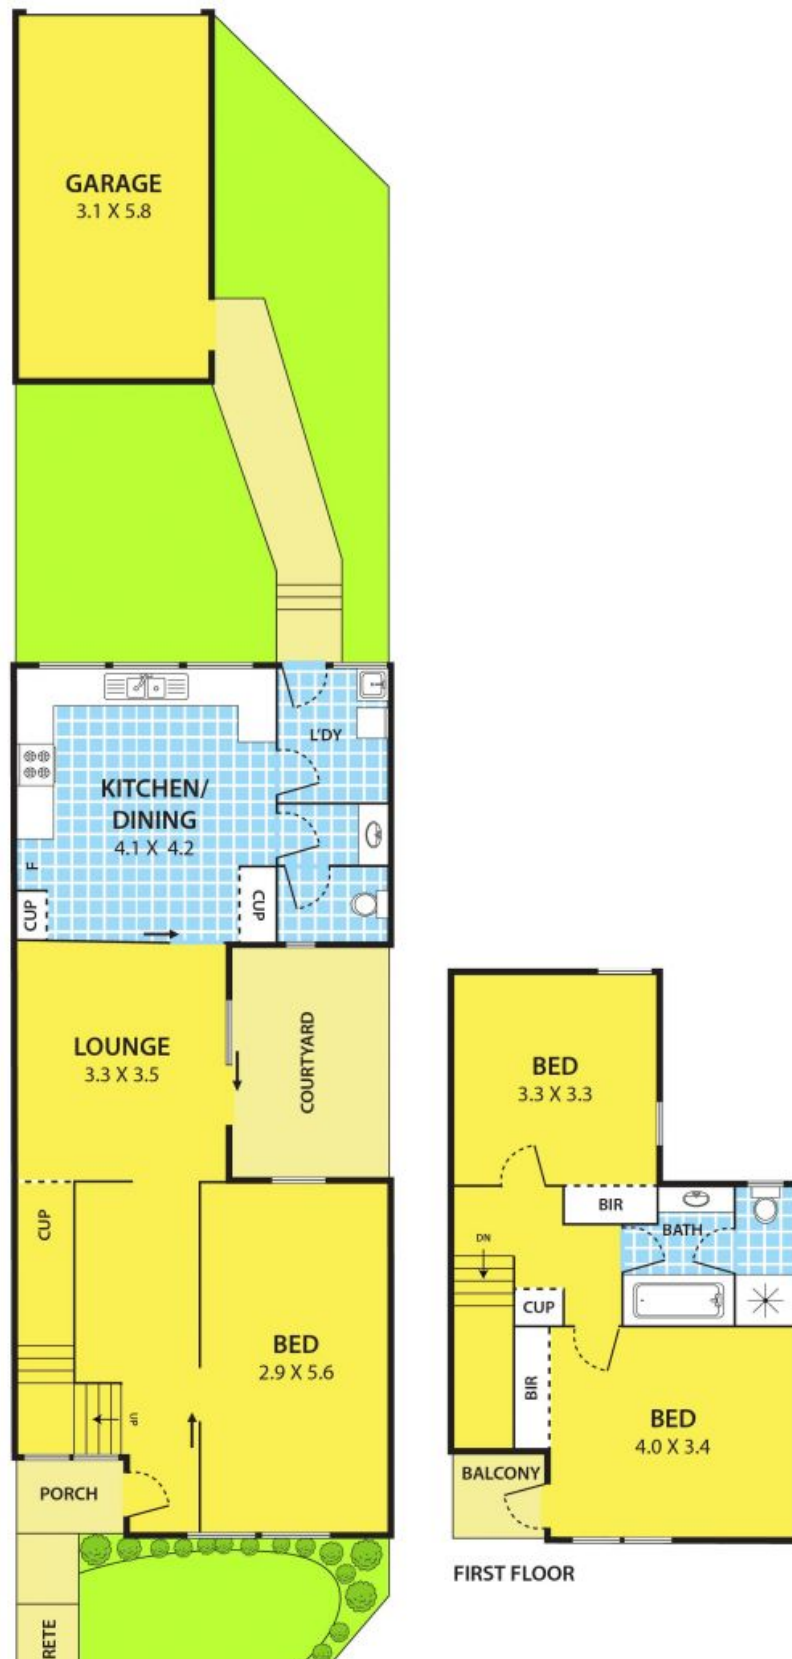 GARAGE
3.1 X 5.8
L'DY
KITCHEN/
DINING
4.1 X 4.2
F
CUP
CUP
LOUNGE
3.3 X 3.5
COURTYARD
CUP
BED
2.9 X 5.6
UP
PORCH
RETE
BED
3.3 X 3.3
BIR
BATH
DN
CUP
BIR
BED
4.0 X 3.4
BALCONY
FIRST FLOOR